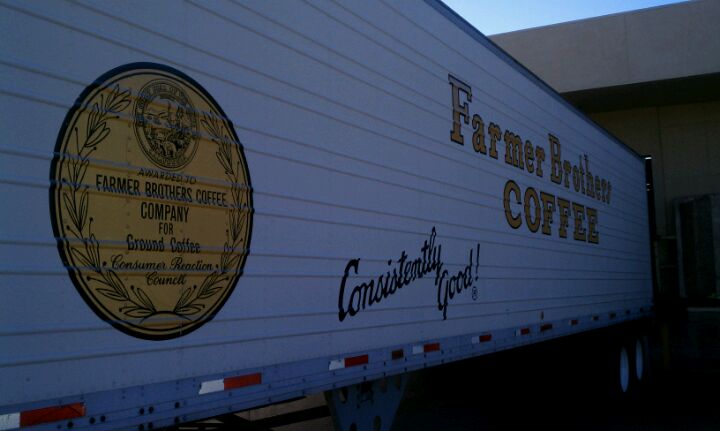 AWARDED TO
FARMER BROTHERS COFFEE
COMPANY
FOR
Ground Coffee
Consumer Reaction
Council
Farmer Brothers
COFFEE
Consistently
Good!®